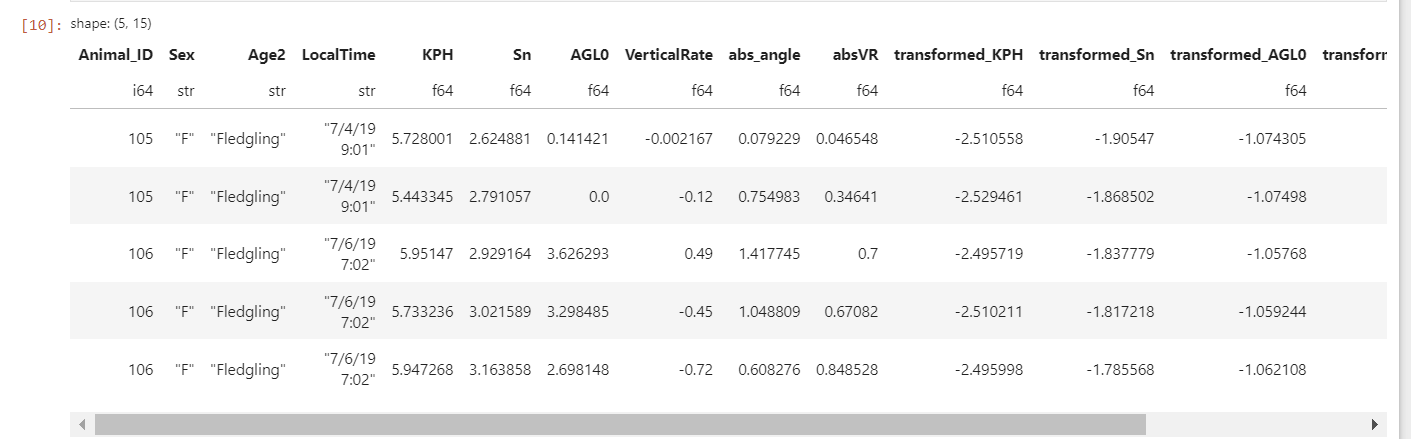 [10]: shape: (5, 15)
Animal_ID Sex Age2 LocalTime KPH Sn AGL0 VerticalRate abs_angle absVR transformed_KPH transformed_Sn transformed_AGL0 transforn
i64 str str str f64 f64 f64 f64 f64 f64 f64 f64 f64
105 "F" "Fledgling" "7/4/19 9:01" 5.728001 2.624881 0.141421 -0.002167 0.079229 0.046548 -2.510558 -1.90547 -1.074305
105 "F" "Fledgling" "7/4/19 9:01" 5.443345 2.791057 0.0 -0.12 0.754983 0.34641 -2.529461 -1.868502 -1.07498
106 "F" "Fledgling" "7/6/19 7:02" 5.95147 2.929164 3.626293 0.49 1.417745 0.7 -2.495719 -1.837779 -1.05768
106 "F" "Fledgling" "7/6/19 7:02" 5.733236 3.021589 3.298485 -0.45 1.048809 0.67082 -2.510211 -1.817218 -1.059244
106 "F" "Fledgling" "7/6/19 7:02" 5.947268 3.163858 2.698148 -0.72 0.608276 0.848528 -2.495998 -1.785568 -1.062108